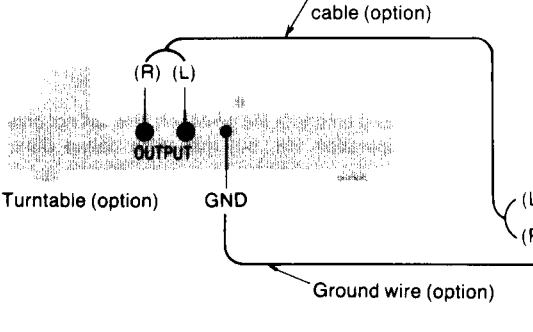 cable (option)
(R) (L)
OUTPUT
Turntable (option)
GND
(L
(R
Ground wire (option)